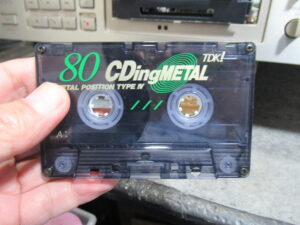 80 CDingMETAL TDK
METAL POSITION TYPE IV
A